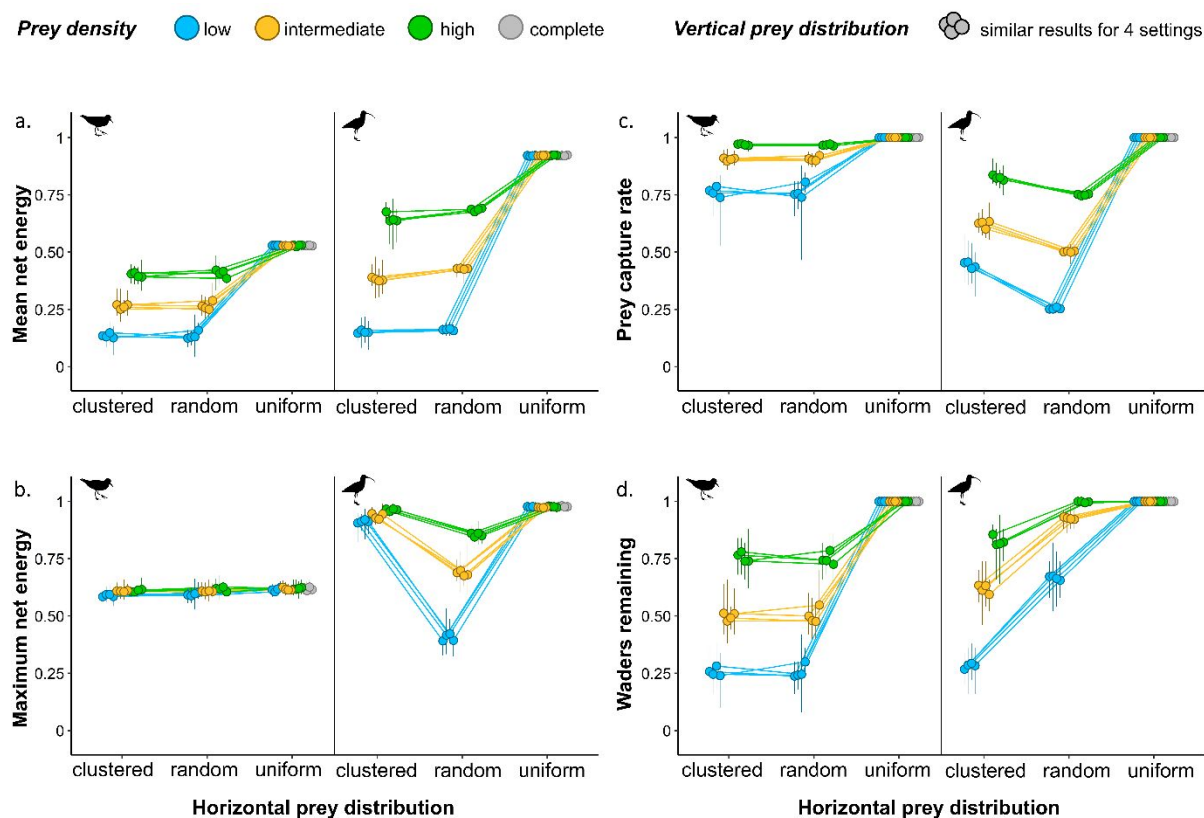 Prey density low intermediate high complete Vertical prey distribution similar results for 4 settings
a.
Mean net energy
1
0.75
0.50
0.25
0
clustered random uniform clustered random uniform
c.
Prey capture rate
1
0.75
0.50
0.25
0
clustered random uniform clustered random uniform
b.
Maximum net energy
1
0.75
0.50
0.25
0
clustered random uniform clustered random uniform
Horizontal prey distribution
d.
Waders remaining
1
0.75
0.50
0.25
0
clustered random uniform clustered random uniform
Horizontal prey distribution